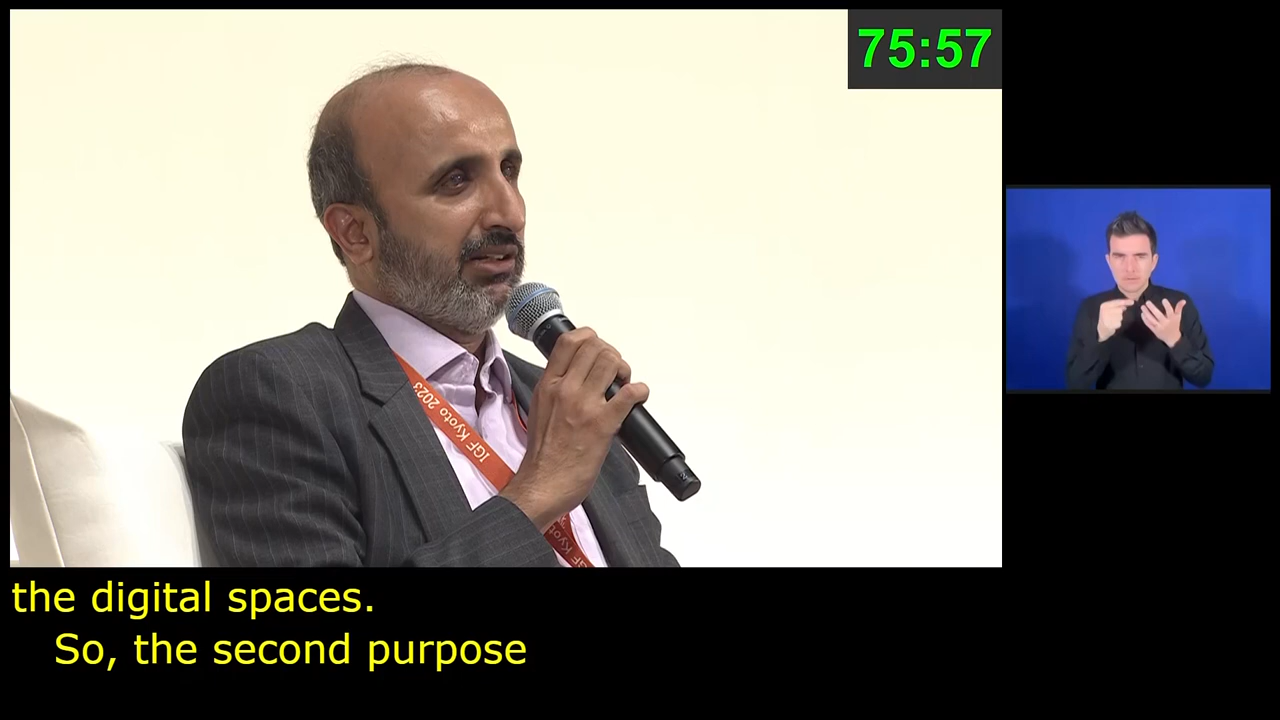 75:57
IGF Kyoto 2023
the digital spaces.
So, the second purpose